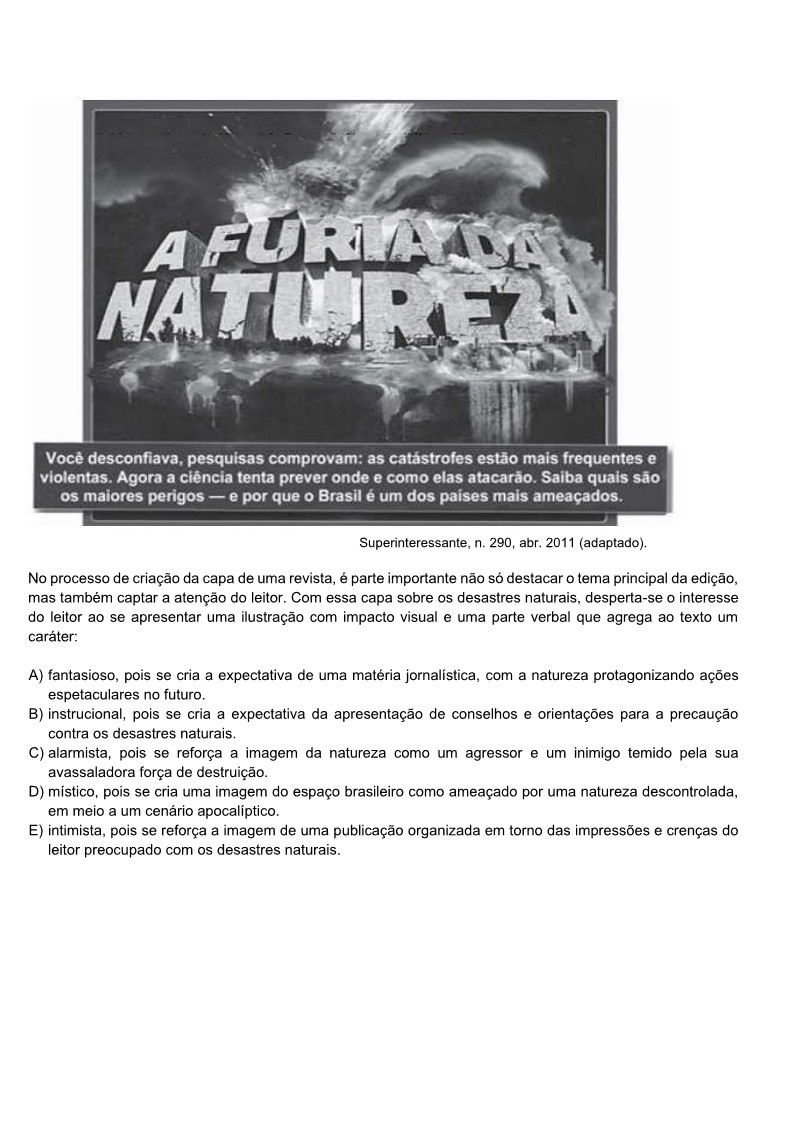 A FÚRIA DA
NATUREZA
Você desconfiava, pesquisas comprovam: as catástrofes estão mais frequentes e
violentas. Agora a ciência tenta prever onde e como elas atacarão. Saiba quais são
os maiores perigos — e por que o Brasil é um dos países mais ameaçados.
Superinteressante, n. 290, abr. 2011 (adaptado).
No processo de criação da capa de uma revista, é parte importante não só destacar o tema principal da edição,
mas também captar a atenção do leitor. Com essa capa sobre os desastres naturais, desperta-se o interesse
do leitor ao se apresentar uma ilustração com impacto visual e uma parte verbal que agrega ao texto um
caráter:
A) fantasioso, pois se cria a expectativa de uma matéria jornalística, com a natureza protagonizando ações
espetaculares no futuro.
B) instrucional, pois se cria a expectativa da apresentação de conselhos e orientações para a precaução
contra os desastres naturais.
C) alarmista, pois se reforça a imagem da natureza como um agressor e um inimigo temido pela sua
avassaladora força de destruição.
D) místico, pois se cria uma imagem do espaço brasileiro como ameaçado por uma natureza descontrolada,
em meio a um cenário apocalíptico.
E) intimista, pois se reforça a imagem de uma publicação organizada em torno das impressões e crenças do
leitor preocupado com os desastres naturais.